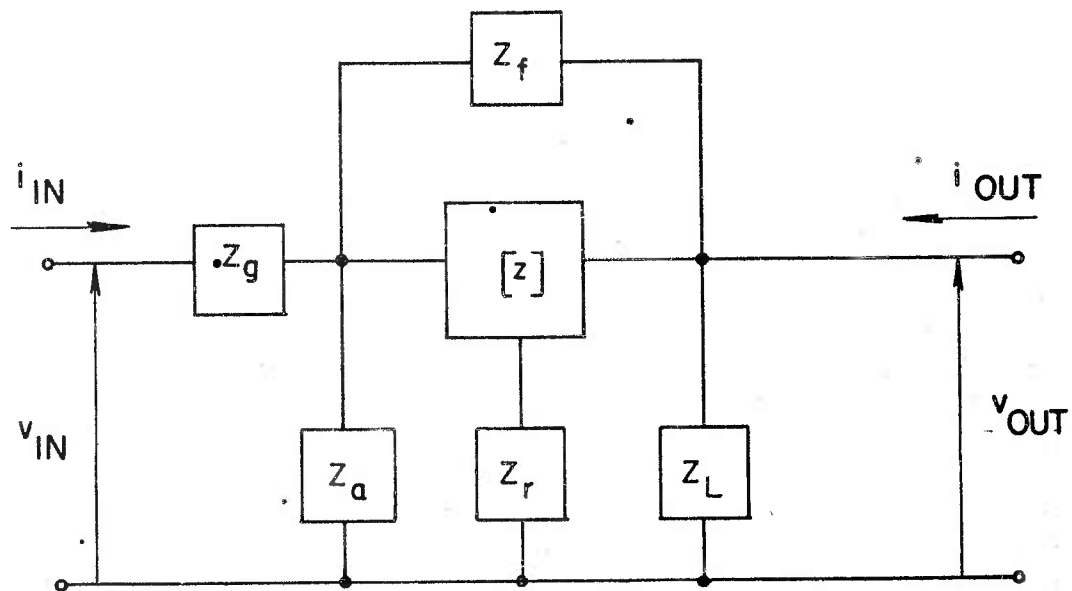 Z_f
i_IN
i_OUT
Z_g
[z]
v_IN
Z_a
Z_r
Z_L
v_OUT